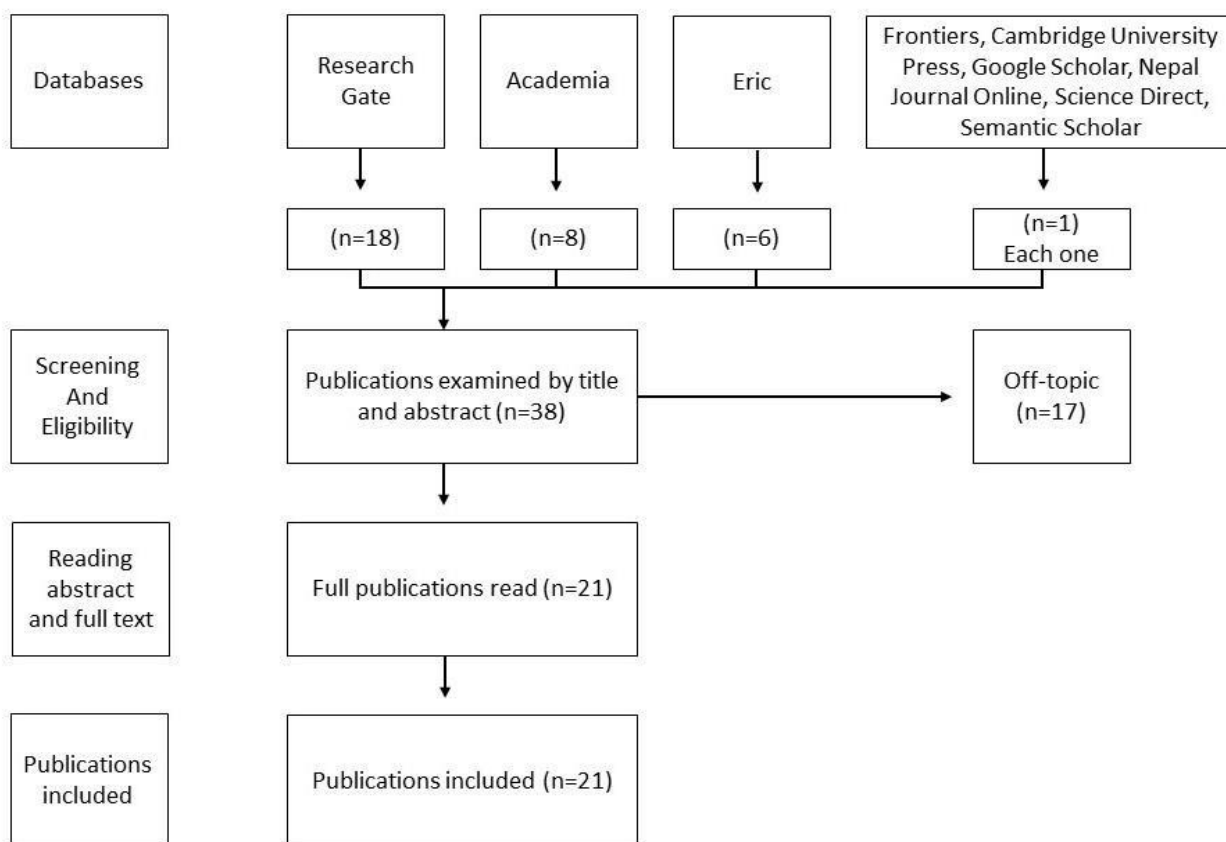 Databases
Research
Gate
Academia
Eric
Frontiers, Cambridge University
Press, Google Scholar, Nepal
Journal Online, Science Direct,
Semantic Scholar
(n=18)
(n=8)
(n=6)
(n=1)
Each one
Screening
And
Eligibility
Publications examined by title
and abstract (n=38)
Off-topic
(n=17)
Reading
abstract
and full text
Full publications read (n=21)
Publications
included
Publications included (n=21)